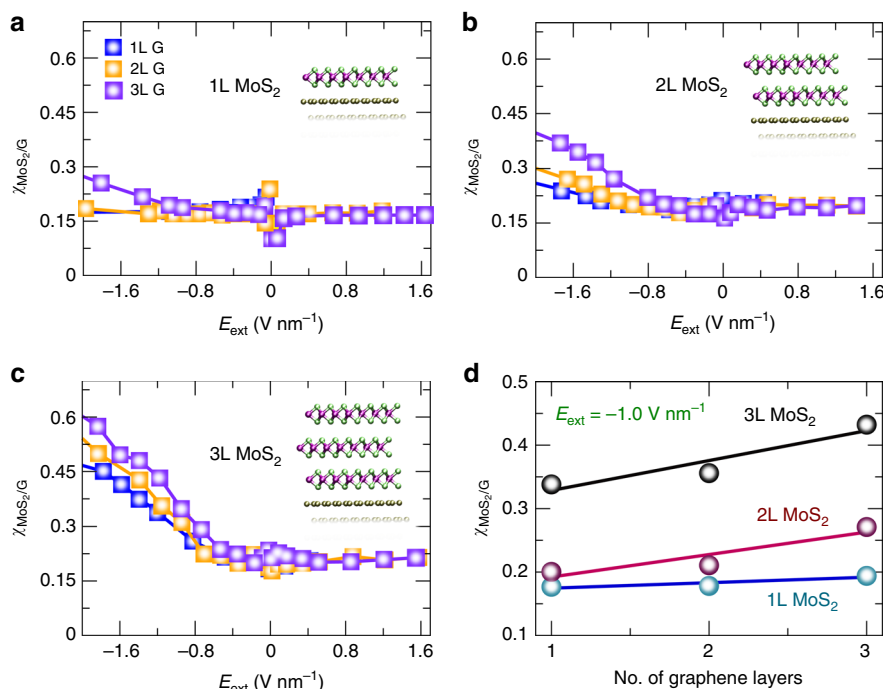 a
0.6
0.45
0.3
0.15
0
χMoS₂/G
1L G
2L G
3L G
1L MoS₂
−1.6
−0.8
0
0.8
1.6
Eext (V nm⁻¹)
b
0.6
0.45
0.3
0.15
0
χMoS₂/G
2L MoS₂
−1.6
−0.8
0
0.8
1.6
Eext (V nm⁻¹)
c
0.6
0.45
0.3
0.15
0
χMoS₂/G
3L MoS₂
−1.6
−0.8
0
0.8
1.6
Eext (V nm⁻¹)
d
0.5
0.4
0.3
0.2
0.1
χMoS₂/G
Eext = −1.0 V nm⁻¹
3L MoS₂
2L MoS₂
1L MoS₂
1
2
3
No. of graphene layers